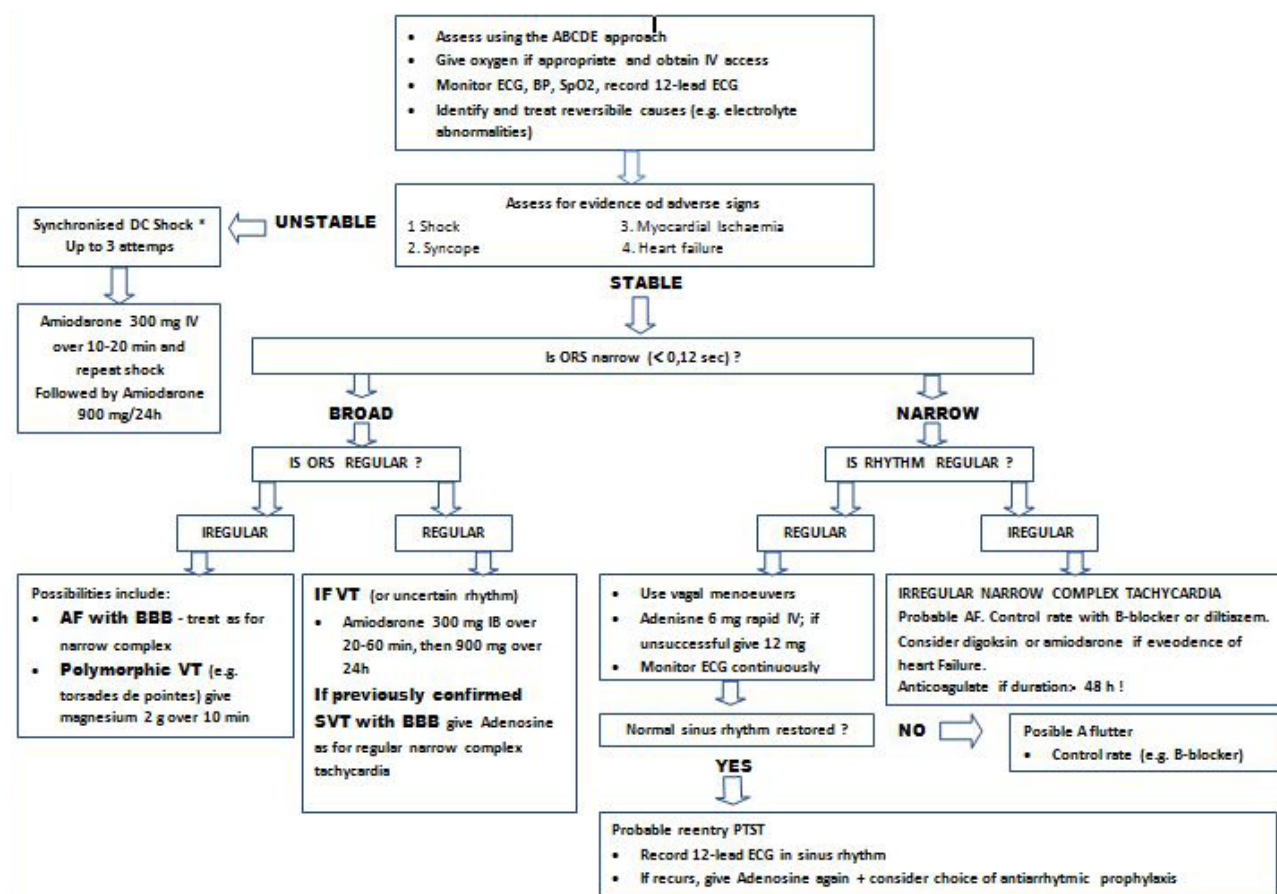 • Assess using the ABCDE approach
• Give oxygen if appropriate and obtain IV access
• Monitor ECG, BP, SpO2, record 12-lead ECG
• Identify and treat reversibile causes (e.g. electrolyte
abnormalities)
Assess for evidence od adverse signs
1 Shock 3. Myocardial Ischaemia
2. Syncope 4. Heart failure
UNSTABLE
Synchronised DC Shock *
Up to 3 attemps
Amiodarone 300 mg IV
over 10-20 min and
repeat shock
Followed by Amiodarone
900 mg/24h
STABLE
Is ORS narrow (< 0,12 sec) ?
BROAD
NARROW
IS ORS REGULAR ?
IS RHYTHM REGULAR ?
IREGULAR
REGULAR
REGULAR
IREGULAR
Possibilities include:
• AF with BBB - treat as for
narrow complex
• Polymorphic VT (e.g.
torsades de pointes) give
magnesium 2 g over 10 min
IF VT (or uncertain rhythm)
• Amiodarone 300 mg IB over
20-60 min, then 900 mg over
24h
If previously confirmed
SVT with BBB give Adenosine
as for regular narrow complex
tachycardia
• Use vagal menoeuvers
• Adenisne 6 mg rapid IV; if
unsuccessful give 12 mg
• Monitor ECG continuously
IRREGULAR NARROW COMPLEX TACHYCARDIA
Probable AF. Control rate with B-blocker or diltiazem.
Consider digoksin or amiodarone if eveodence of
heart Failure.
Anticoagulate if duration:- 48 h !
Normal sinus rhythm restored ?
NO
Posible A flutter
• Control rate (e.g. B-blocker)
YES
Probable reentry PTST
• Record 12-lead ECG in sinus rhythm
• If recurs, give Adenosine again + consider choice of antiarrhytmic prophylaxis